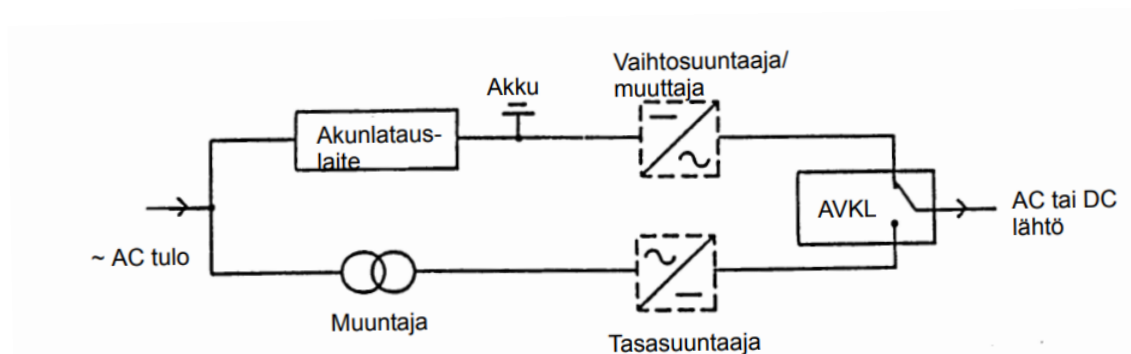 Vaihtosuuntaaja/
muuttaja
Akku
Akunlataus-
laite
AVKL
AC tai DC
lähtö
~ AC tulo
Muuntaja
Tasasuuntaaja